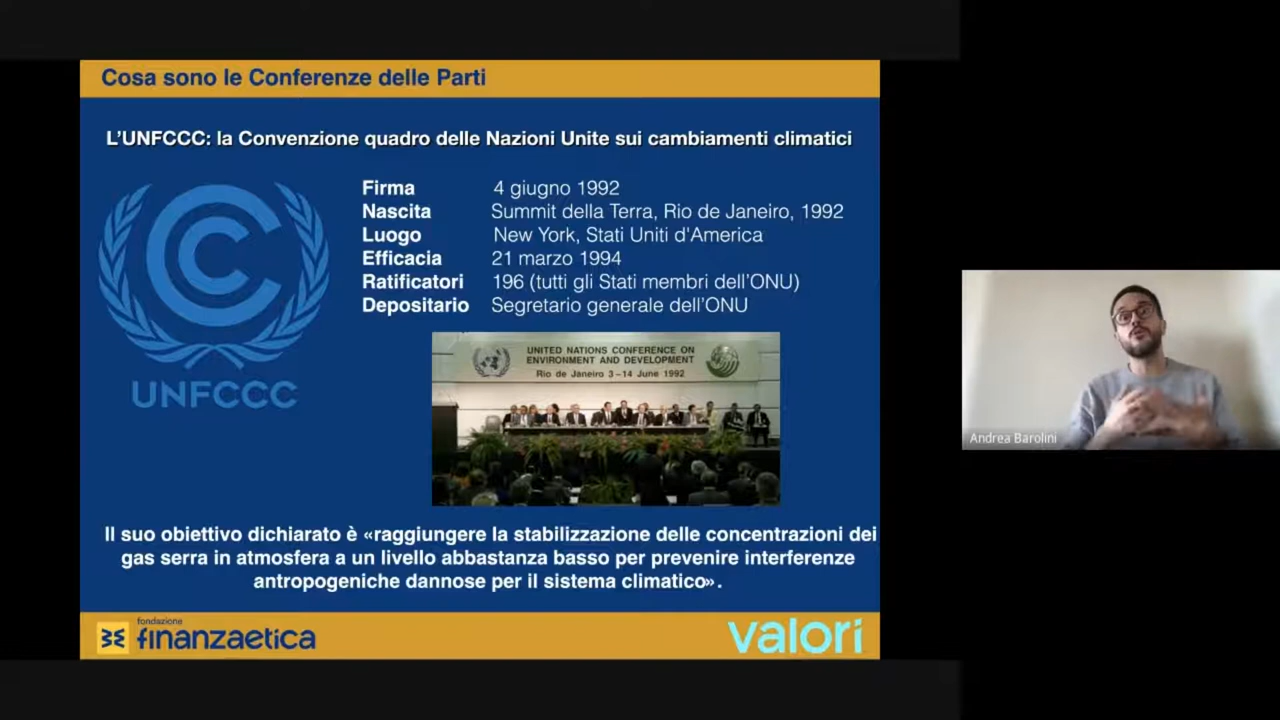 Cosa sono le Conferenze delle Parti
L'UNFCCC: la Convenzione quadro delle Nazioni Unite sui cambiamenti climatici
Firma 4 giugno 1992
Nascita Summit della Terra, Rio de Janeiro, 1992
Luogo New York, Stati Uniti d'America
Efficacia 21 marzo 1994
Ratificatori 196 (tutti gli Stati membri dell'ONU)
Depositario Segretario generale dell'ONU
UNFCCC
UNITED NATIONS CONFERENCE ON
ENVIRONMENT AND DEVELOPMENT
Rio de Janeiro 3–14 June 1992
Il suo obiettivo dichiarato è «raggiungere la stabilizzazione delle concentrazioni dei
gas serra in atmosfera a un livello abbastanza basso per prevenire interferenze
antropogeniche dannose per il sistema climatico».
fondazione
finanzaetica
valori
Andrea Barolini